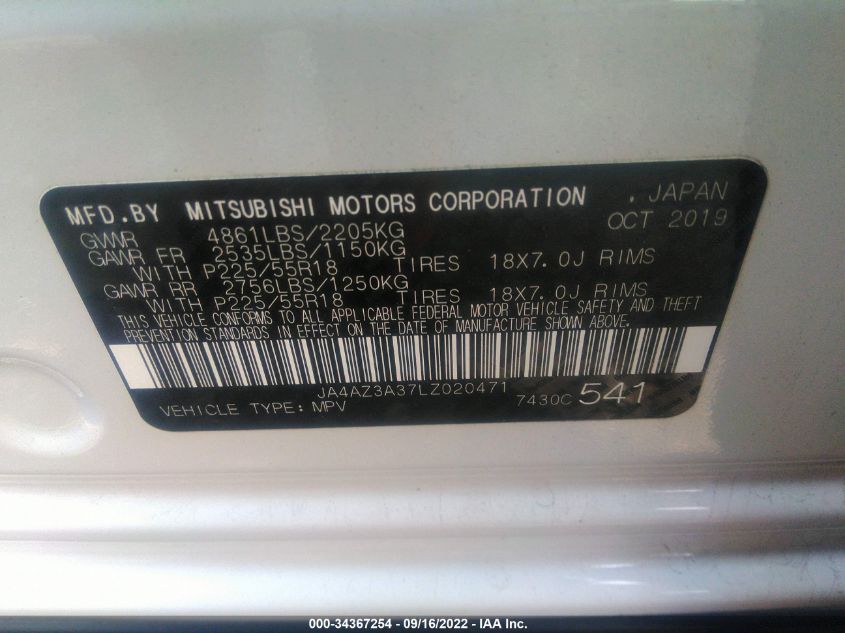 MFD.BY MITSUBISHI MOTORS CORPORATION . JAPAN
GVWR 4861LBS/2205KG OCT 2019
GAWR FR 2535LBS/1150KG
WITH P225/55R18 TIRES 18X7.0J RIMS
GAWR RR 2756LBS/1250KG
WITH P225/55R18 TIRES 18X7.0J RIMS
THIS VEHICLE CONFORMS TO ALL APPLICABLE FEDERAL MOTOR VEHICLE SAFETY AND THEFT
PREVENTION STANDARDS IN EFFECT ON THE DATE OF MANUFACTURE SHOWN ABOVE.
JA4AZ3A37LZ020471
VEHICLE TYPE: MPV 7430C 541
000-34367254 - 09/16/2022 - IAA Inc.